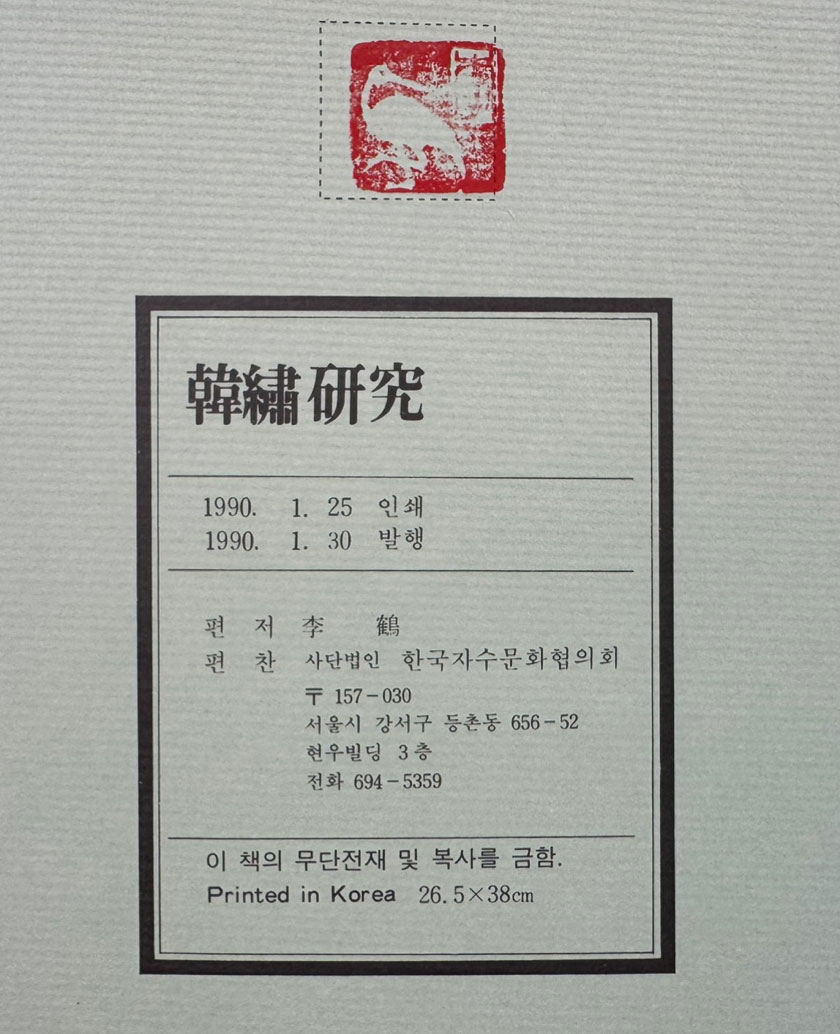 韓繡研究
1990. 1. 25 인쇄
1990. 1. 30 발행
편 저 李 鶴
편 찬 사단법인 한국자수문화협의회
〒 157-030
서울시 강서구 등촌동 656-52
현우빌딩 3층
전화 694-5359
이 책의 무단전재 및 복사를 금함.
Printed in Korea 26.5×38cm